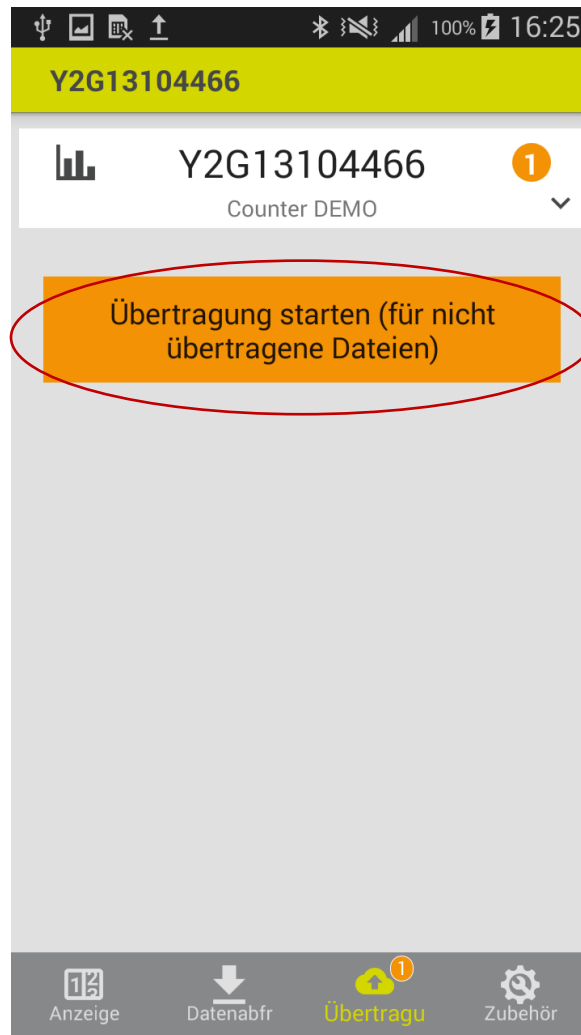 100% 16:25
Y2G13104466
Y2G13104466 1
Counter DEMO
Übertragung starten (für nicht
übertragene Dateien)
1
Anzeige Datenabfr Übertragu Zubehör